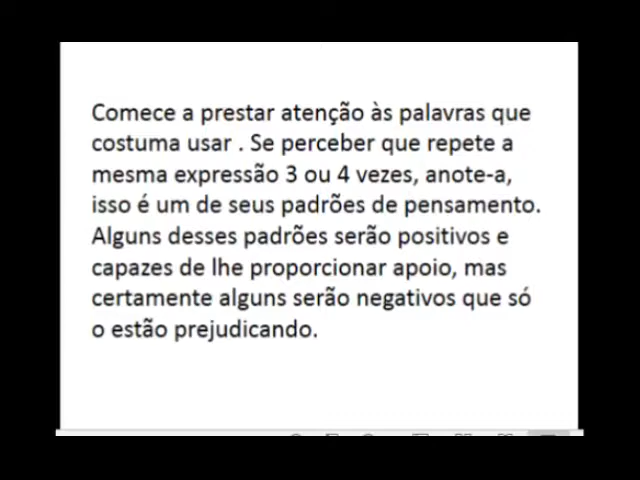 Comece a prestar atenção às palavras que
costuma usar . Se perceber que repete a
mesma expressão 3 ou 4 vezes, anote-a,
isso é um de seus padrões de pensamento.
Alguns desses padrões serão positivos e
capazes de lhe proporcionar apoio, mas
certamente alguns serão negativos que só
o estão prejudicando.